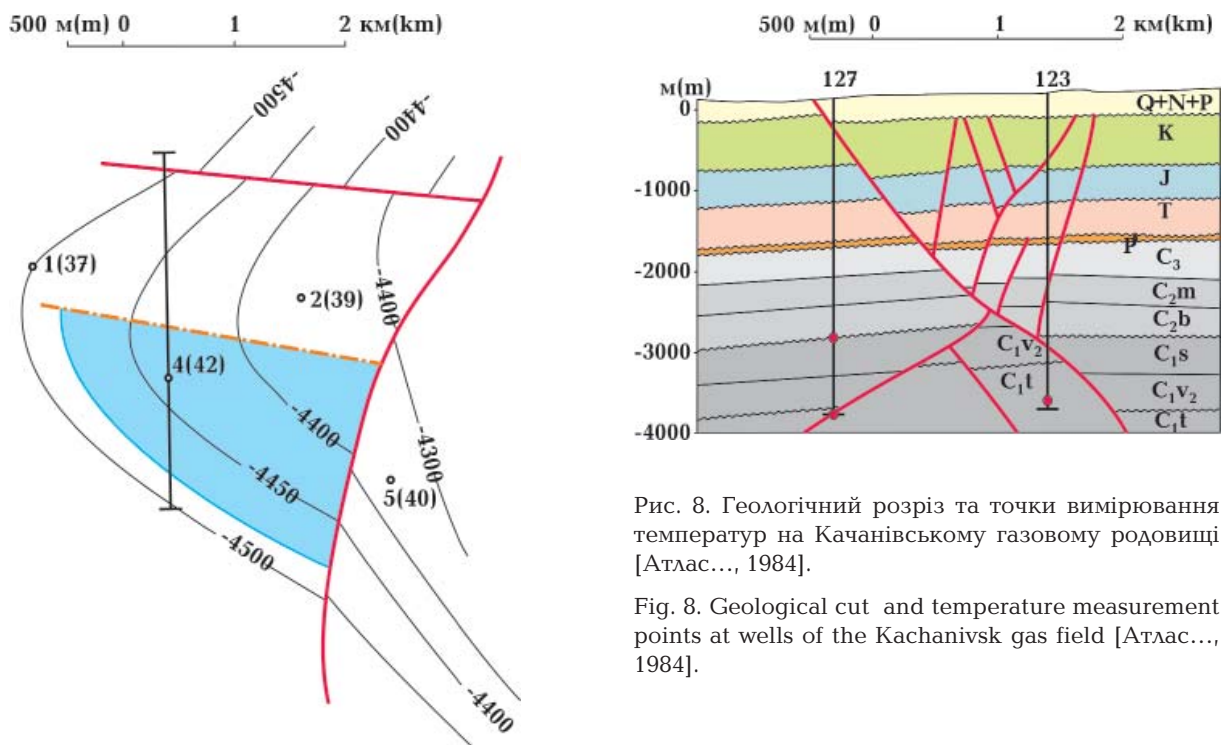 500 м(m) 0 1 2 км(km)
-4500
-4400
1(37)
2(39)
-4400
4(42)
-4400
-4300
-4450
5(40)
-4500
-4400
500 м(m) 0 1 2 км(km)
127 123
м(m)
0
Q+N+P
K
J
-1000
T
P
C₃
-2000
C₂m
C₂b
-3000
C₁v₂
C₁s
C₁t
C₁v₂
C₁t
-4000
Рис. 8. Геологічний розріз та точки вимірювання
температур на Качанівському газовому родовищі
[Атлас…, 1984].
Fig. 8. Geological cut and temperature measurement
points at wells of the Kachanivsk gas field [Атлас…,
1984].